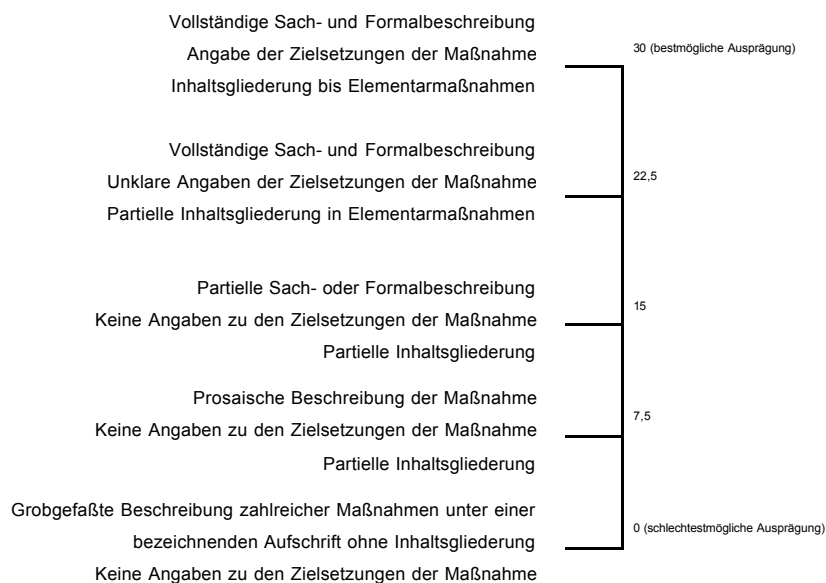 Vollständige Sach- und Formalbeschreibung
Angabe der Zielsetzungen der Maßnahme
30 (bestmögliche Ausprägung)
Inhaltsgliederung bis Elementarmaßnahmen
Vollständige Sach- und Formalbeschreibung
Unklare Angaben der Zielsetzungen der Maßnahme
22,5
Partielle Inhaltsgliederung in Elementarmaßnahmen
Partielle Sach- oder Formalbeschreibung
Keine Angaben zu den Zielsetzungen der Maßnahme
15
Partielle Inhaltsgliederung
Prosaische Beschreibung der Maßnahme
Keine Angaben zu den Zielsetzungen der Maßnahme
7,5
Partielle Inhaltsgliederung
Grobgefaßte Beschreibung zahlreicher Maßnahmen unter einer
bezeichnenden Aufschrift ohne Inhaltsgliederung
0 (schlechtestmögliche Ausprägung)
Keine Angaben zu den Zielsetzungen der Maßnahme